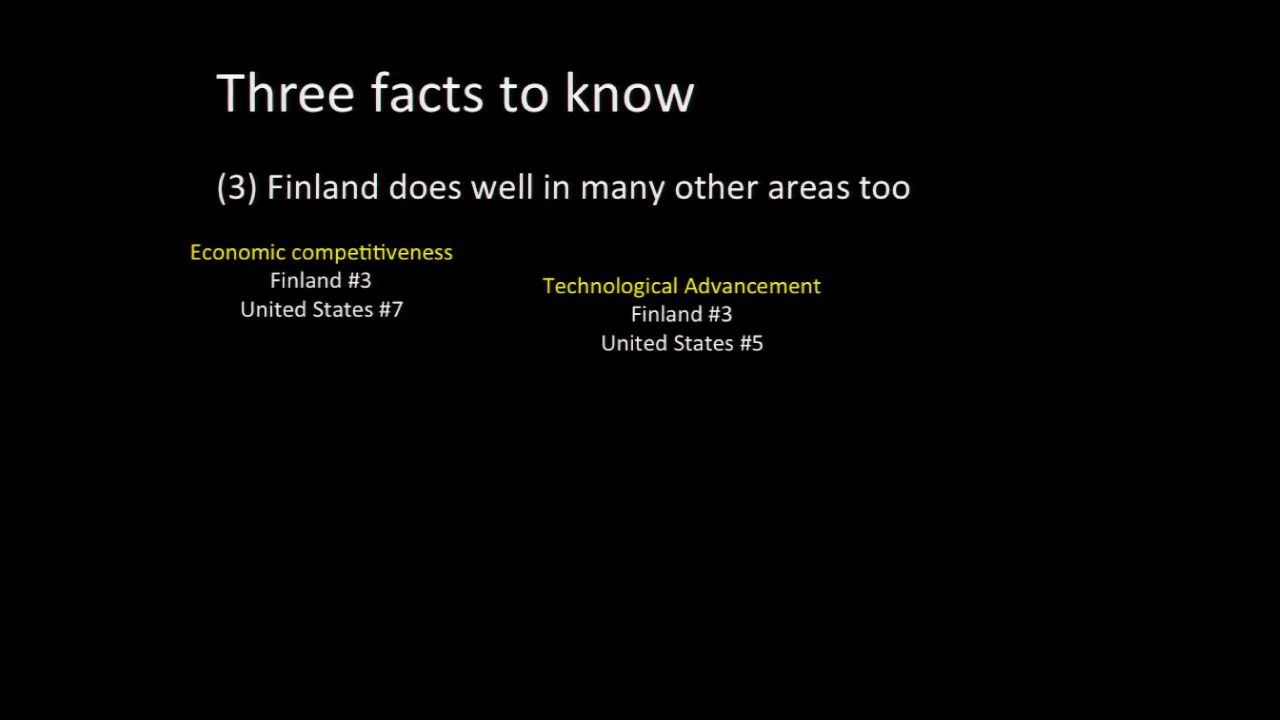 Three facts to know
(3) Finland does well in many other areas too
Economic competitiveness
Finland #3
United States #7
Technological Advancement
Finland #3
United States #5